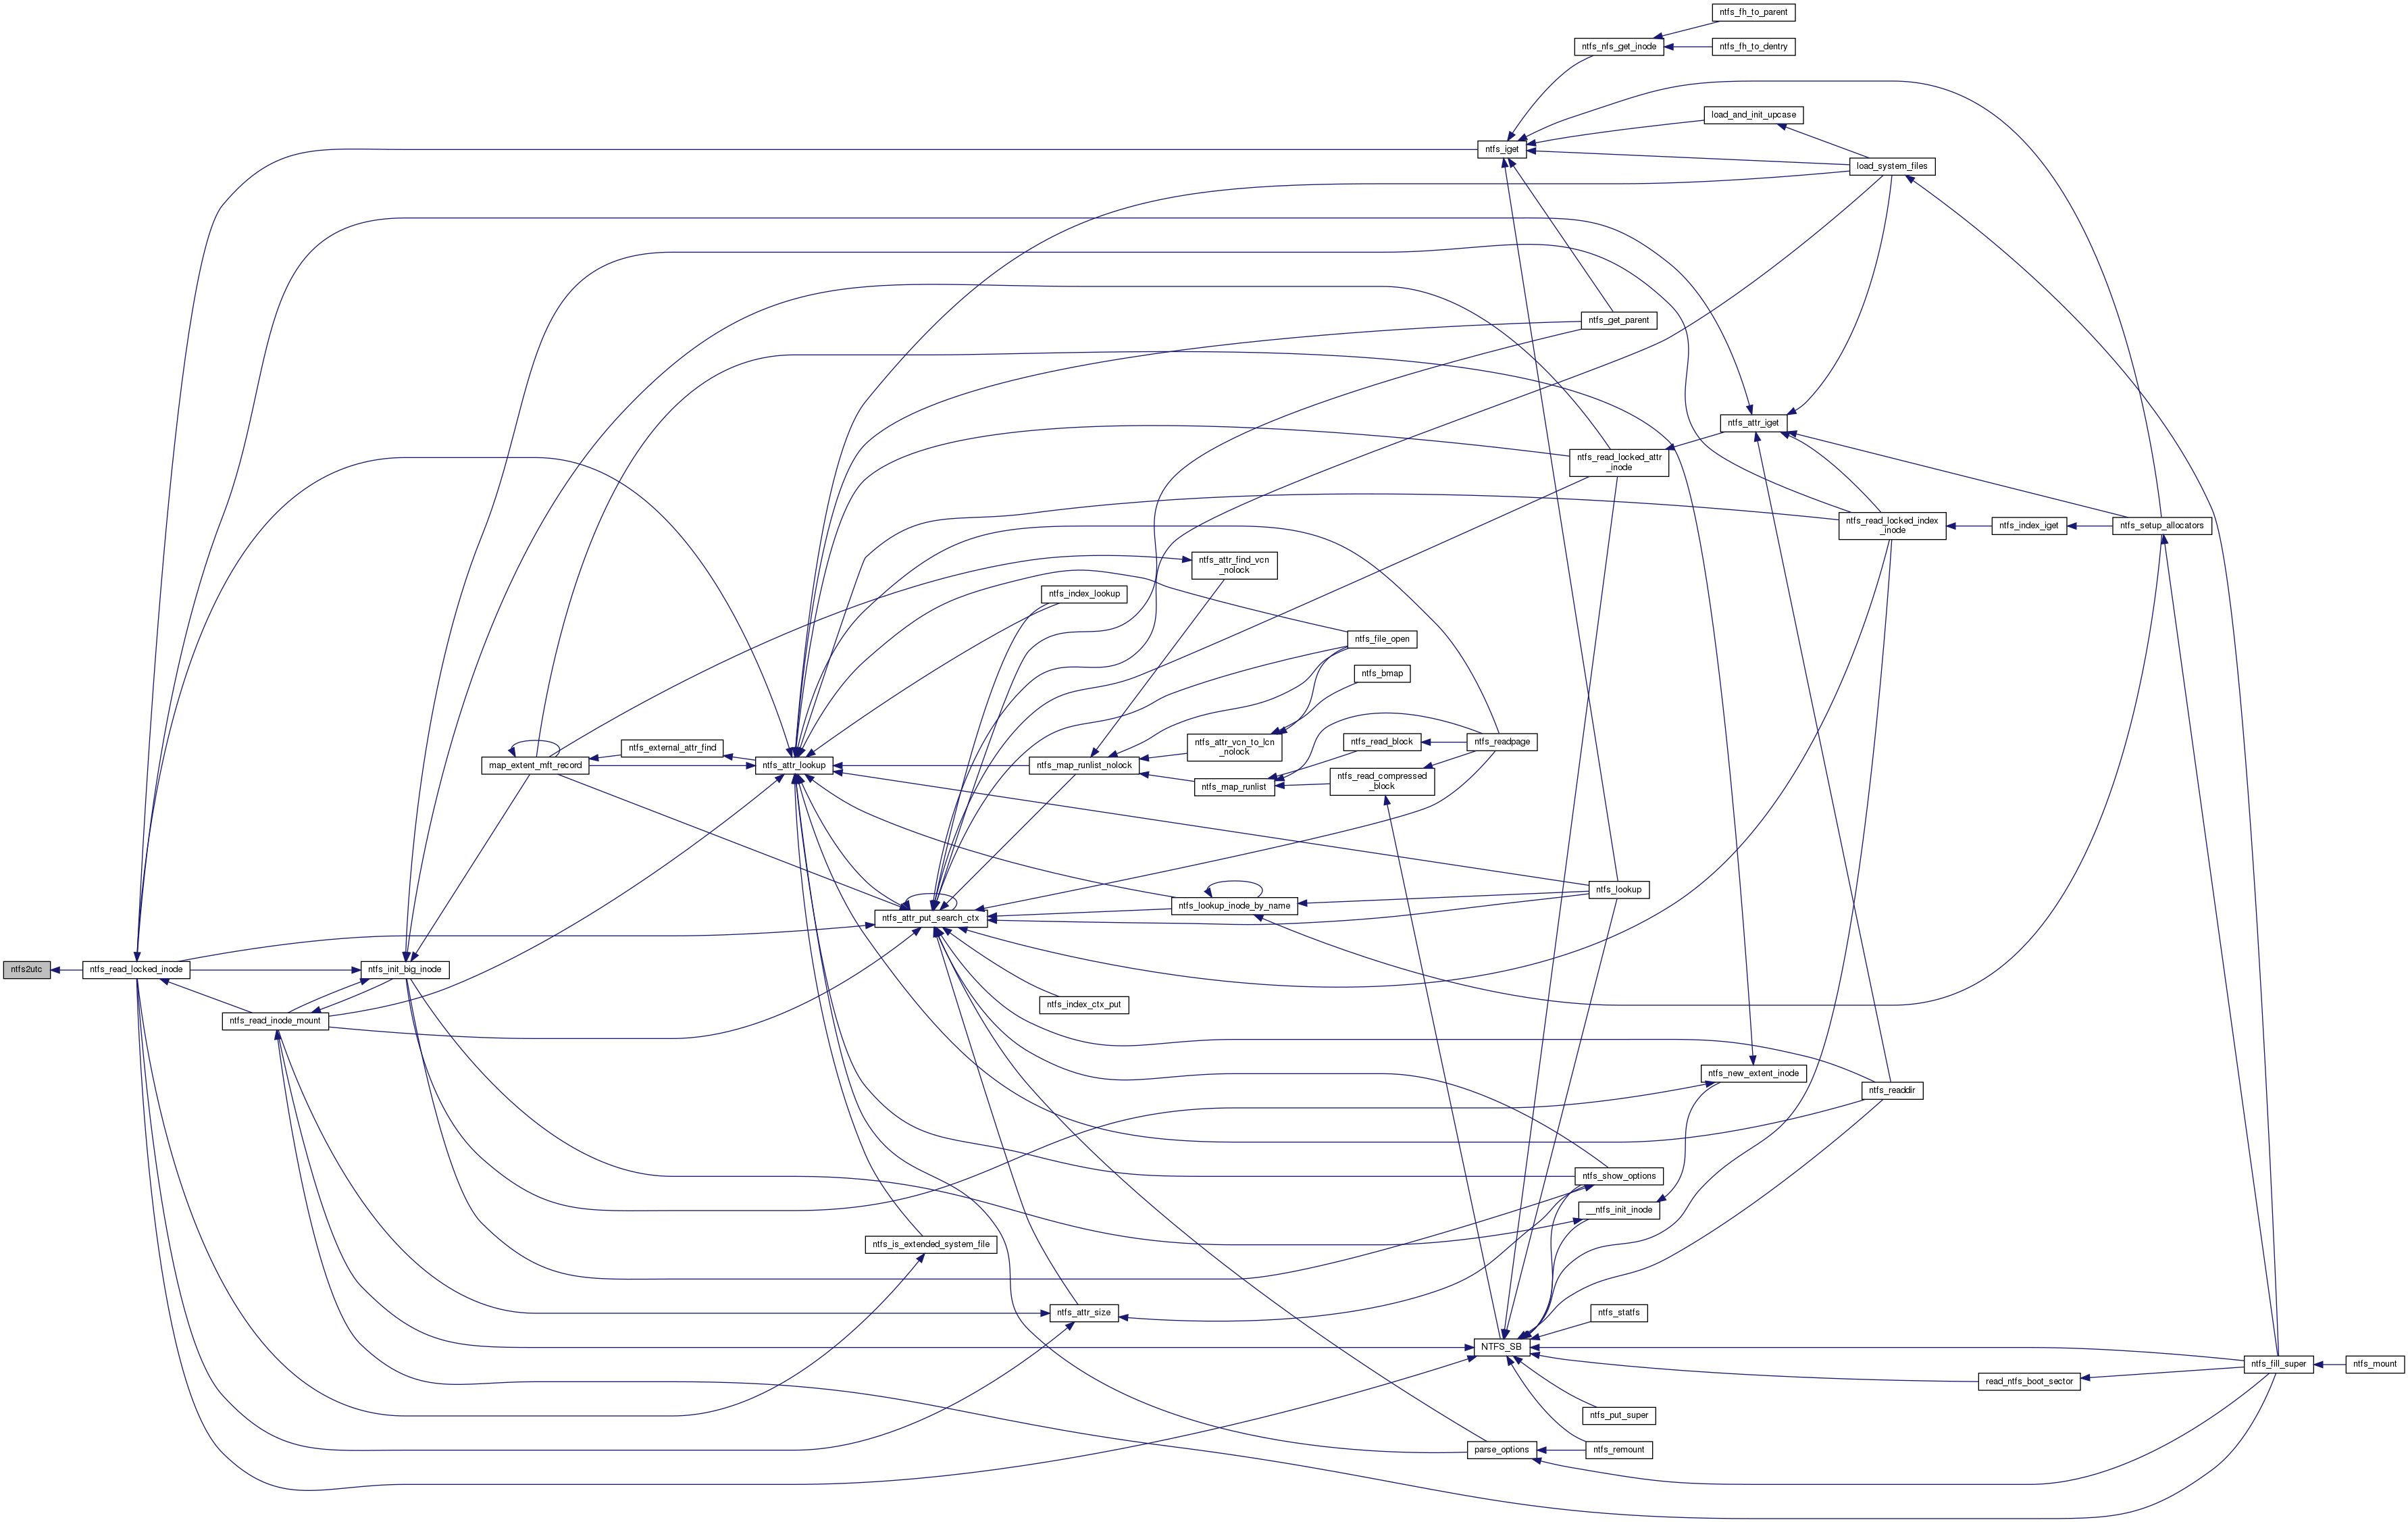 ntfs_fh_to_parent
ntfs_nfs_get_inode
ntfs_fh_to_dentry
load_and_init_upcase
ntfs_iget
load_system_files
ntfs_get_parent
ntfs_attr_iget
ntfs_read_locked_attr
_inode
ntfs_read_locked_index
_inode
ntfs_index_iget
ntfs_setup_allocators
ntfs_attr_find_vcn
_nolock
ntfs_index_lookup
ntfs_file_open
ntfs_bmap
ntfs_external_attr_find
ntfs_attr_vcn_to_lcn
_nolock
ntfs_read_block
ntfs_readpage
map_extent_mft_record
ntfs_attr_lookup
ntfs_map_runlist_nolock
ntfs_map_runlist
ntfs_read_compressed
_block
ntfs_lookup
ntfs_lookup_inode_by_name
ntfs_attr_put_search_ctx
ntfs2utc
ntfs_read_locked_inode
ntfs_init_big_inode
ntfs_index_ctx_put
ntfs_read_inode_mount
ntfs_new_extent_inode
ntfs_readdir
ntfs_show_options
__ntfs_init_inode
ntfs_is_extended_system_file
ntfs_attr_size
ntfs_statfs
NTFS_SB
ntfs_fill_super
ntfs_mount
read_ntfs_boot_sector
ntfs_put_super
parse_options
ntfs_remount